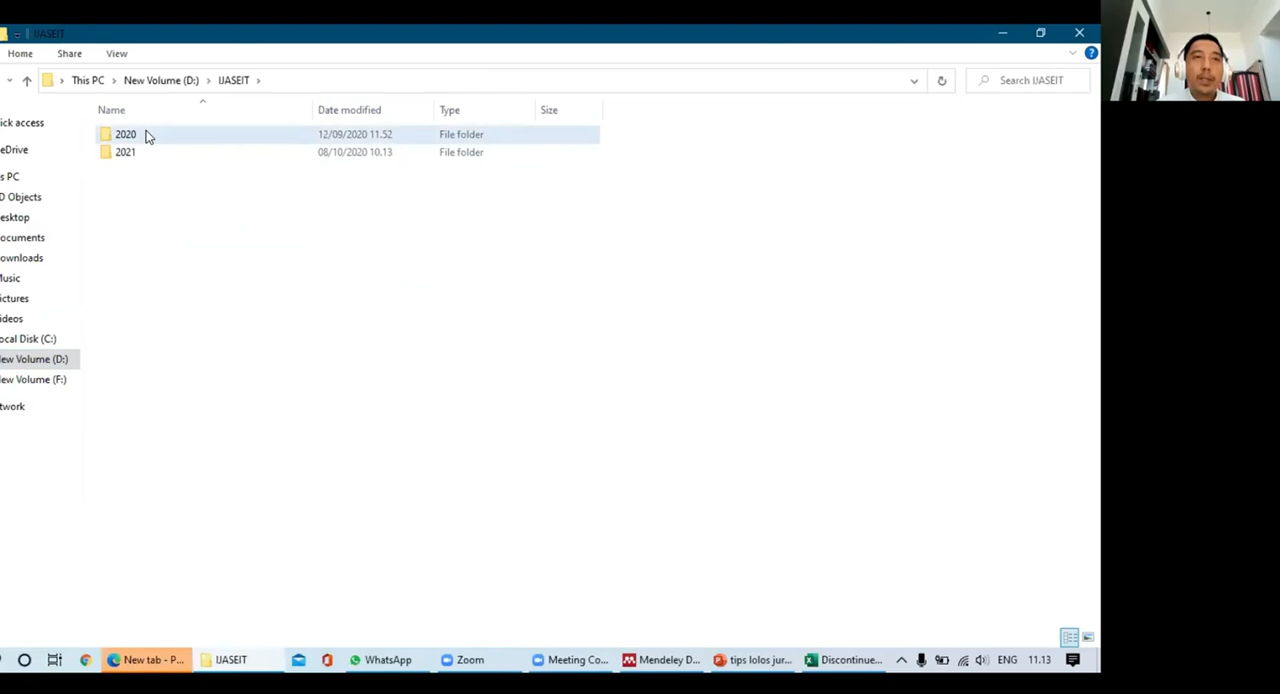 IJASEIT
Home Share View
This PC > New Volume (D:) > IJASEIT >
Search IJASEIT
Name Date modified Type Size
2020 12/09/2020 11.52 File folder
2021 08/10/2020 10.13 File folder
ick access
eDrive
s PC
D Objects
esktop
ocuments
ownloads
Music
ictures
ideos
ocal Disk (C:)
ew Volume (D:)
ew Volume (F:)
twork
New tab - P... IJASEIT WhatsApp Zoom Meeting Co... Mendeley D... tips lolos jur... Discontinue... ENG 11.13